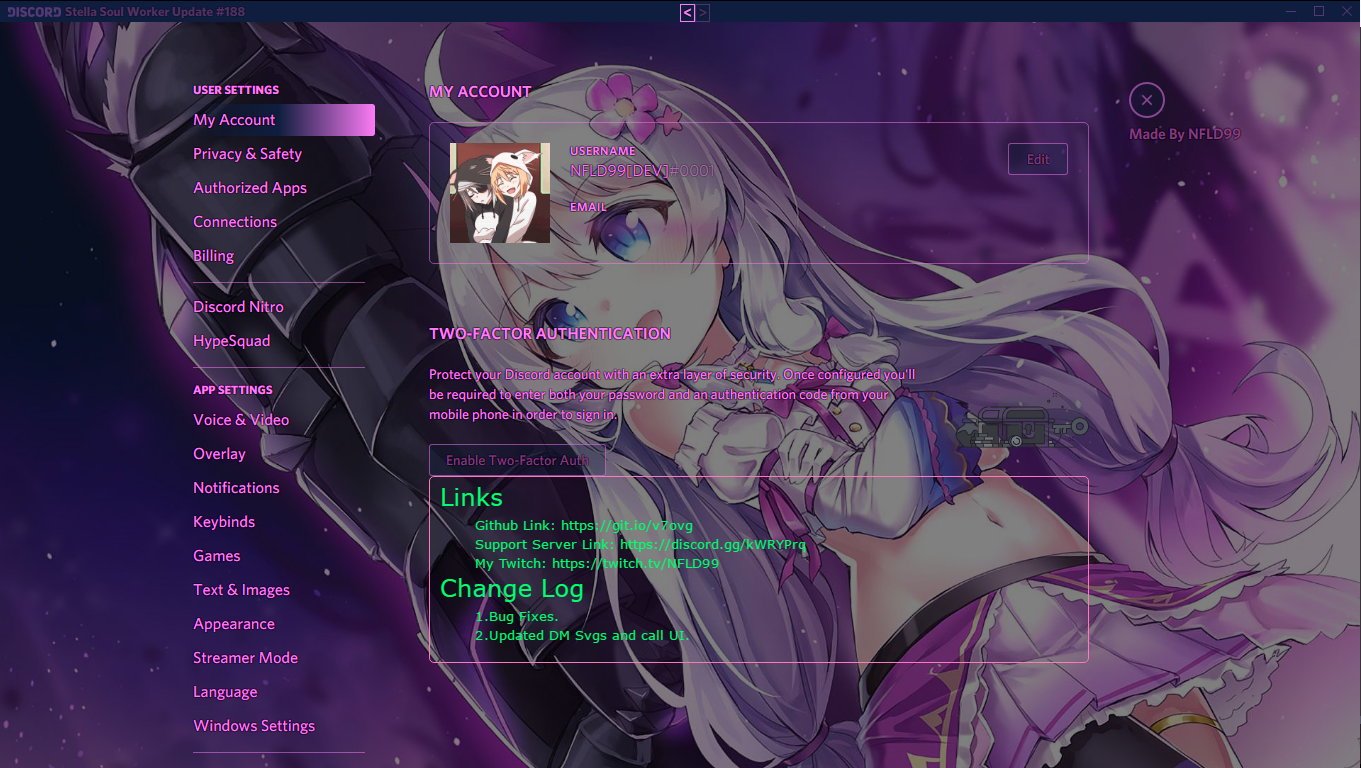 DISCORD Stella Soul Worker Update #188
< >
USER SETTINGS
My Account
Privacy & Safety
Authorized Apps
Connections
Billing
Discord Nitro
HypeSquad
APP SETTINGS
Voice & Video
Overlay
Notifications
Keybinds
Games
Text & Images
Appearance
Streamer Mode
Language
Windows Settings
MY ACCOUNT
USERNAME
NFLD99[DEV]#0001
EMAIL
Edit
Made By NFLD99
TWO-FACTOR AUTHENTICATION
Protect your Discord account with an extra layer of security. Once configured you'll
be required to enter both your password and an authentication code from your
mobile phone in order to sign in.
Enable Two-Factor Auth
Links
Github Link: https://git.io/v7ovg
Support Server Link: https://discord.gg/kWRYPrq
My Twitch: https://twitch.tv/NFLD99
Change Log
1.Bug Fixes.
2.Updated DM Svgs and call UI.